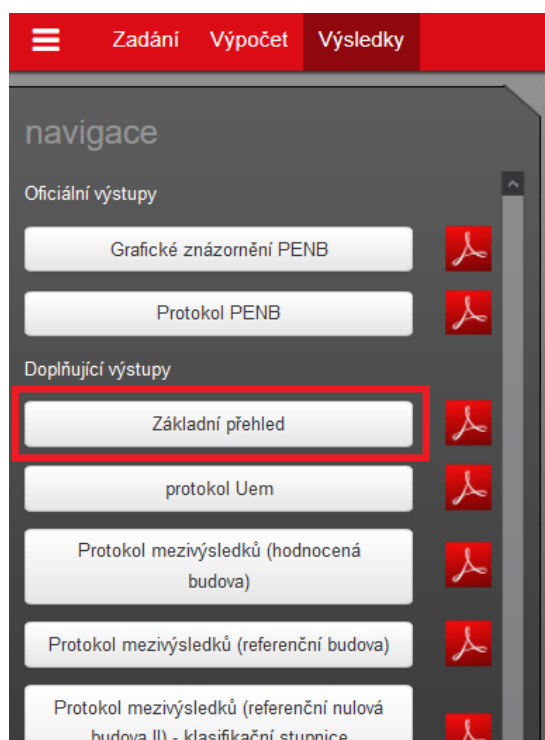 Zadání Výpočet Výsledky
navigace
Oficiální výstupy
Grafické znázornění PENB
Protokol PENB
Doplňující výstupy
Základní přehled
protokol Uem
Protokol mezivýsledků (hodnocená
budova)
Protokol mezivýsledků (referenční budova)
Protokol mezivýsledků (referenční nulová
budova II) - klasifikační stupnice